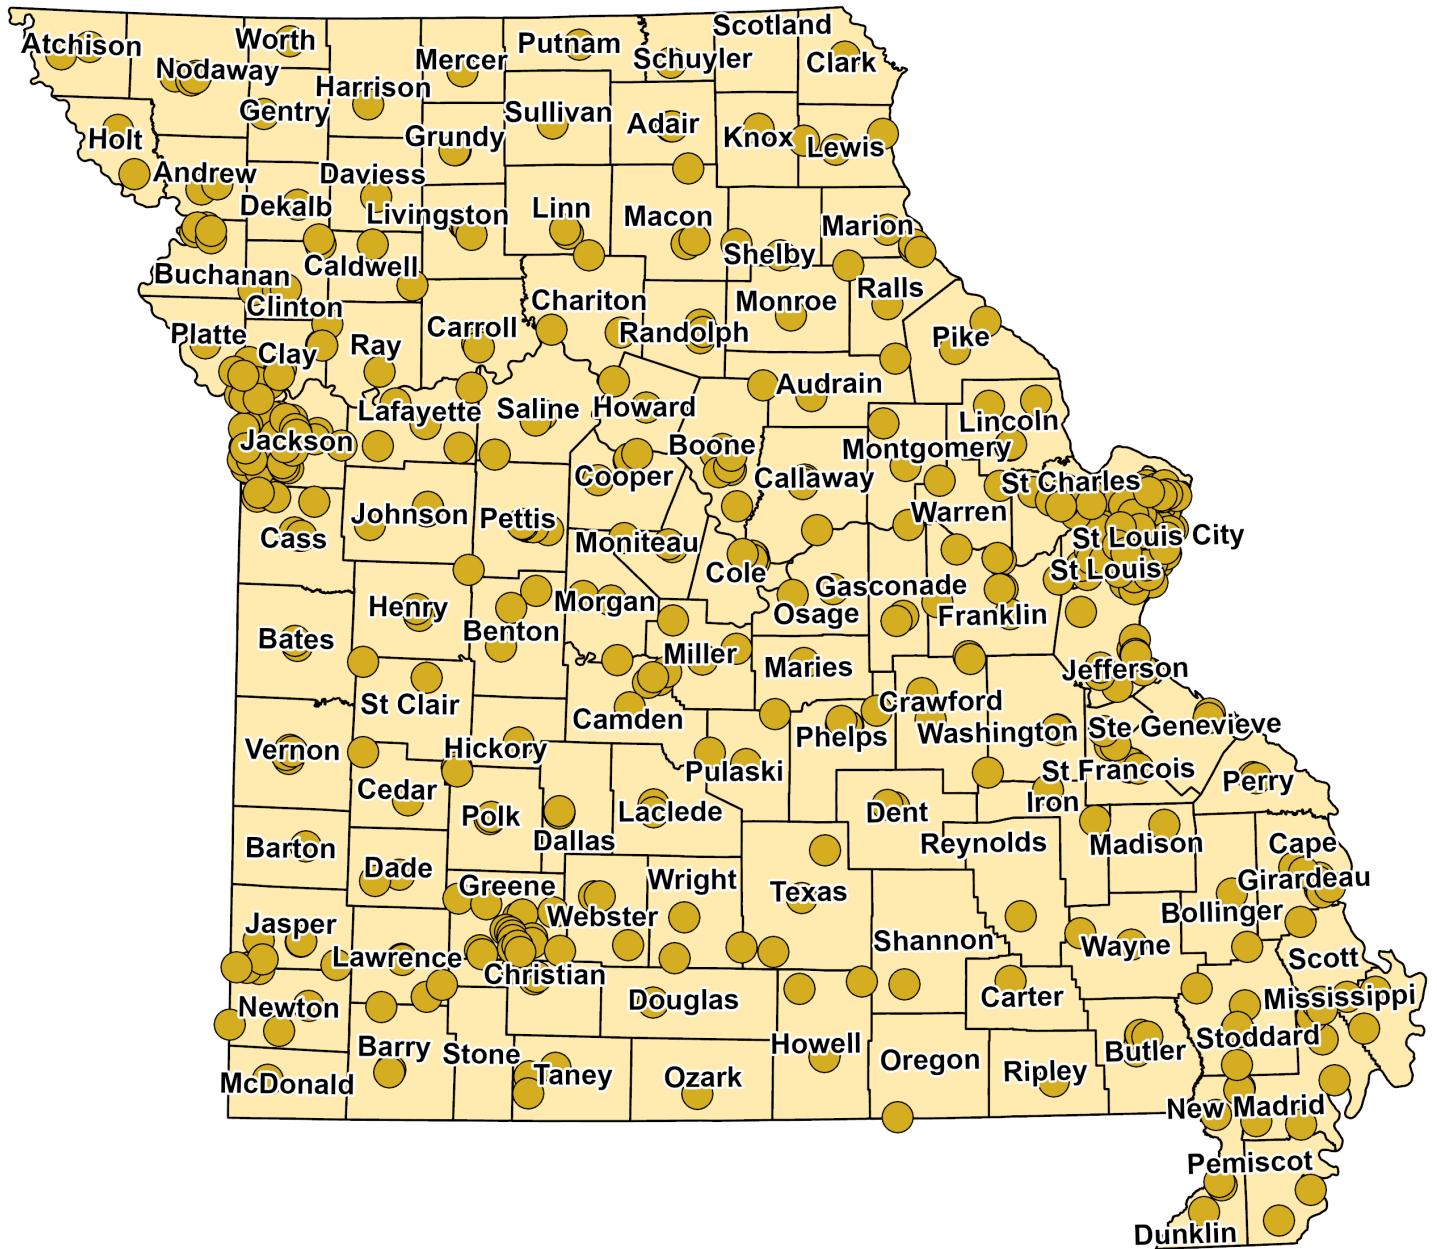 Scotland
Atchison
Worth
Putnam
Nodaway
Mercer
Schuyler
Clark
Harrison
Gentry
Sullivan
Adair
Holt
Grundy
Knox
Lewis
Andrew
Daviess
Dekalb
Livingston
Linn
Macon
Marion
Shelby
Buchanan
Caldwell
Ralls
Clinton
Chariton
Monroe
Platte
Carroll
Randolph
Pike
Clay
Ray
Audrain
Lafayette
Saline
Howard
Lincoln
Jackson
Boone
Montgomery
Cooper
Callaway
St Charles
Johnson
Pettis
Warren
Cass
Moniteau
St Louis City
Cole
St Louis
Henry
Morgan
Gasconade
Osage
Franklin
Bates
Benton
Miller
Maries
Jefferson
St Clair
Camden
Crawford
Washington
Ste Genevieve
Vernon
Hickory
Phelps
Pulaski
St Francois
Perry
Cedar
Iron
Polk
Laclede
Dent
Dallas
Reynolds
Madison
Cape
Girardeau
Barton
Dade
Greene
Wright
Texas
Jasper
Webster
Bollinger
Lawrence
Shannon
Wayne
Scott
Christian
Newton
Douglas
Carter
Mississippi
Barry
Stone
Howell
Oregon
Butler
Stoddard
McDonald
Taney
Ozark
Ripley
New Madrid
Pemiscot
Dunklin